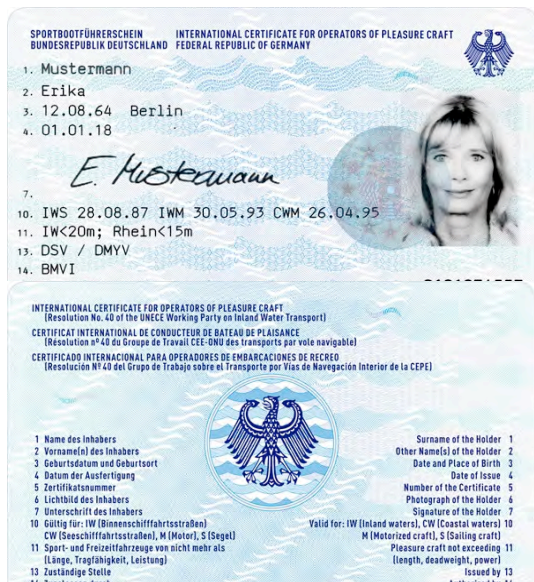 SPORTBOOTFÜHRERSCHEIN INTERNATIONAL CERTIFICATE FOR OPERATORS OF PLEASURE CRAFT
BUNDESREPUBLIK DEUTSCHLAND FEDERAL REPUBLIC OF GERMANY
1. Mustermann
2. Erika
3. 12.08.64 Berlin
4. 01.01.18
E. Mustermann
7.
10. IWS 28.08.87 IWM 30.05.93 CWM 26.04.95
11. IW<20m; Rhein<15m
13. DSV / DMYV
14. BMVI
INTERNATIONAL CERTIFICATE FOR OPERATORS OF PLEASURE CRAFT
(Resolution No. 40 of the UNECE Working Party on Inland Water Transport)
CERTIFICAT INTERNATIONAL DE CONDUCTEUR DE BATEAU DE PLAISANCE
(Résolution nº 40 du Groupe de Travail CEE-ONU des transports par vole navigable)
CERTIFICADO INTERNACIONAL PARA OPERADORES DE EMBARCACIONES DE RECREO
(Resolución Nº 40 del Grupo de Trabajo sobre el Transporte por Vías de Navegación Interior de la CEPE)
1 Name des Inhabers Surname of the Holder 1
2 Vorname(n) des Inhabers Other Name(s) of the Holder 2
3 Geburtsdatum und Geburtsort Date and Place of Birth 3
4 Datum der Ausfertigung Date of Issue 4
5 Zertifikatsnummer Number of the Certificate 5
6 Lichtbild des Inhabers Photograph of the Holder 6
7 Unterschrift des Inhabers Signature of the Holder 7
10 Gültig für: IW (Binnenschifffahrtsstraßen) Valid for: IW (Inland waters), CW (Coastal waters) 10
CW (Seeschifffahrtsstraßen), M (Motor), S (Segel) M (Motorized craft), S (Sailing craft)
11 Sport- und Freizeitfahrzeuge von nicht mehr als Pleasure craft not exceeding 11
(Länge, Tragfähigkeit, Leistung) (length, deadweight, power)
13 Zuständige Stelle Issued by 13